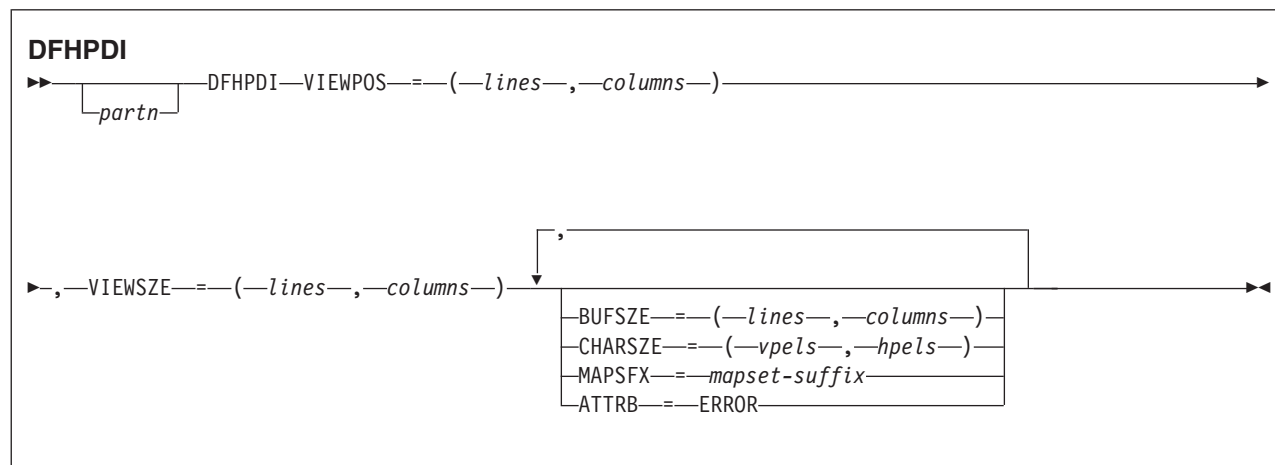 DFHPDI
DFHPDI VIEWPOS = ( lines , columns )
partn
,
, VIEWSZE = ( lines , columns )
BUFSZE = ( lines , columns )
CHARSZE = ( vpels , hpels )
MAPSFX = mapset-suffix
ATTRB = ERROR